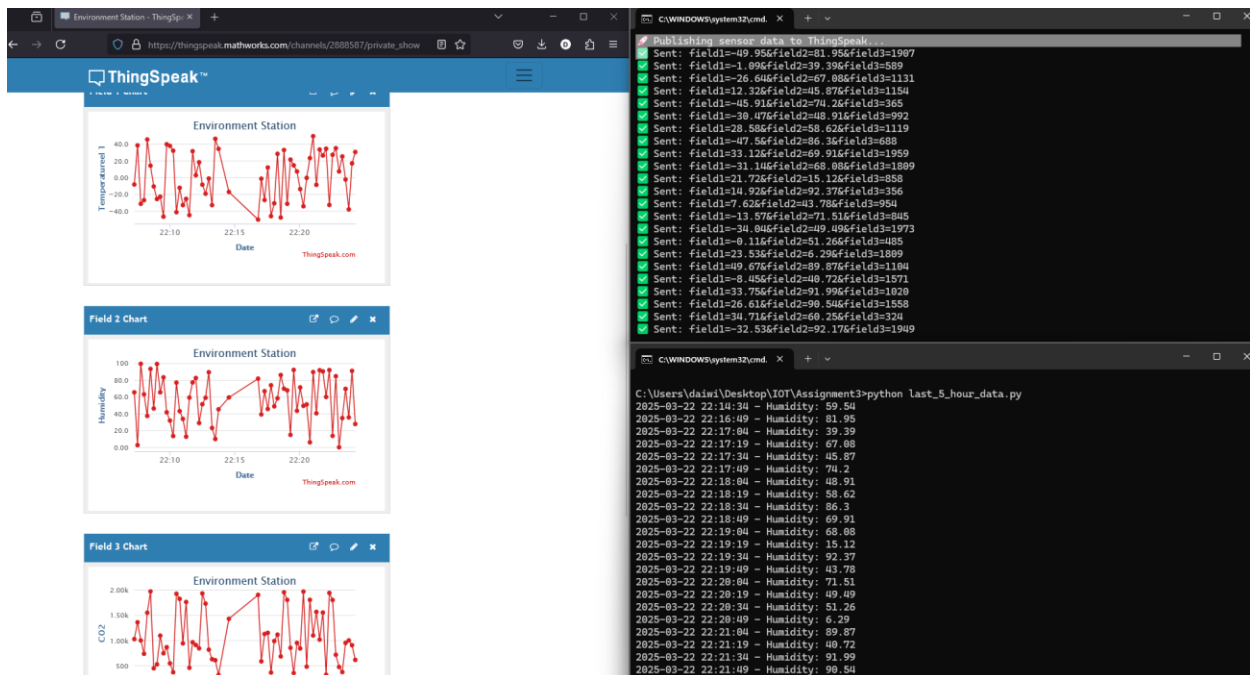 Environment Station - ThingSp
https://thingspeak.mathworks.com/channels/2888587/private_show
ThingSpeak™
Field 1 Chart
Environment Station
Temperatureed 1
40.0
20.0
0.00
-20.0
-40.0
22:10 22:15 22:20
Date
ThingSpeak.com
Field 2 Chart
Environment Station
Humidity
100
80.0
60.0
40.0
20.0
0.00
22:10 22:15 22:20
Date
ThingSpeak.com
Field 3 Chart
Environment Station
CO2
2.00k
1.50k
1.00k
500
C:\WINDOWS\system32\cmd.
Publishing sensor data to ThingSpeak...
Sent: field1=-49.95&field2=81.95&field3=1907
Sent: field1=-1.09&field2=39.39&field3=589
Sent: field1=-26.64&field2=67.08&field3=1131
Sent: field1=12.32&field2=45.87&field3=1154
Sent: field1=-45.91&field2=74.2&field3=365
Sent: field1=-30.47&field2=48.91&field3=992
Sent: field1=28.58&field2=58.62&field3=1119
Sent: field1=-47.5&field2=86.3&field3=688
Sent: field1=33.12&field2=69.91&field3=1959
Sent: field1=-31.14&field2=68.08&field3=1809
Sent: field1=21.72&field2=15.12&field3=858
Sent: field1=14.92&field2=92.37&field3=356
Sent: field1=7.62&field2=43.78&field3=954
Sent: field1=-13.57&field2=71.51&field3=845
Sent: field1=-34.04&field2=49.49&field3=1973
Sent: field1=-0.11&field2=51.26&field3=485
Sent: field1=23.53&field2=6.29&field3=1809
Sent: field1=49.67&field2=89.87&field3=1104
Sent: field1=-8.45&field2=40.72&field3=1571
Sent: field1=33.75&field2=91.99&field3=1020
Sent: field1=26.61&field2=90.54&field3=1558
Sent: field1=34.71&field2=60.25&field3=324
Sent: field1=-32.53&field2=92.17&field3=1949
C:\WINDOWS\system32\cmd.
C:\Users\daiwi\Desktop\IOT\Assignment3>python last_5_hour_data.py
2025-03-22 22:14:34 - Humidity: 59.54
2025-03-22 22:16:49 - Humidity: 81.95
2025-03-22 22:17:04 - Humidity: 39.39
2025-03-22 22:17:19 - Humidity: 67.08
2025-03-22 22:17:34 - Humidity: 45.87
2025-03-22 22:17:49 - Humidity: 74.2
2025-03-22 22:18:04 - Humidity: 48.91
2025-03-22 22:18:19 - Humidity: 58.62
2025-03-22 22:18:34 - Humidity: 86.3
2025-03-22 22:18:49 - Humidity: 69.91
2025-03-22 22:19:04 - Humidity: 68.08
2025-03-22 22:19:19 - Humidity: 15.12
2025-03-22 22:19:34 - Humidity: 92.37
2025-03-22 22:19:49 - Humidity: 43.78
2025-03-22 22:20:04 - Humidity: 71.51
2025-03-22 22:20:19 - Humidity: 49.49
2025-03-22 22:20:34 - Humidity: 51.26
2025-03-22 22:20:49 - Humidity: 6.29
2025-03-22 22:21:04 - Humidity: 89.87
2025-03-22 22:21:19 - Humidity: 40.72
2025-03-22 22:21:34 - Humidity: 91.99
2025-03-22 22:21:49 - Humidity: 90.54